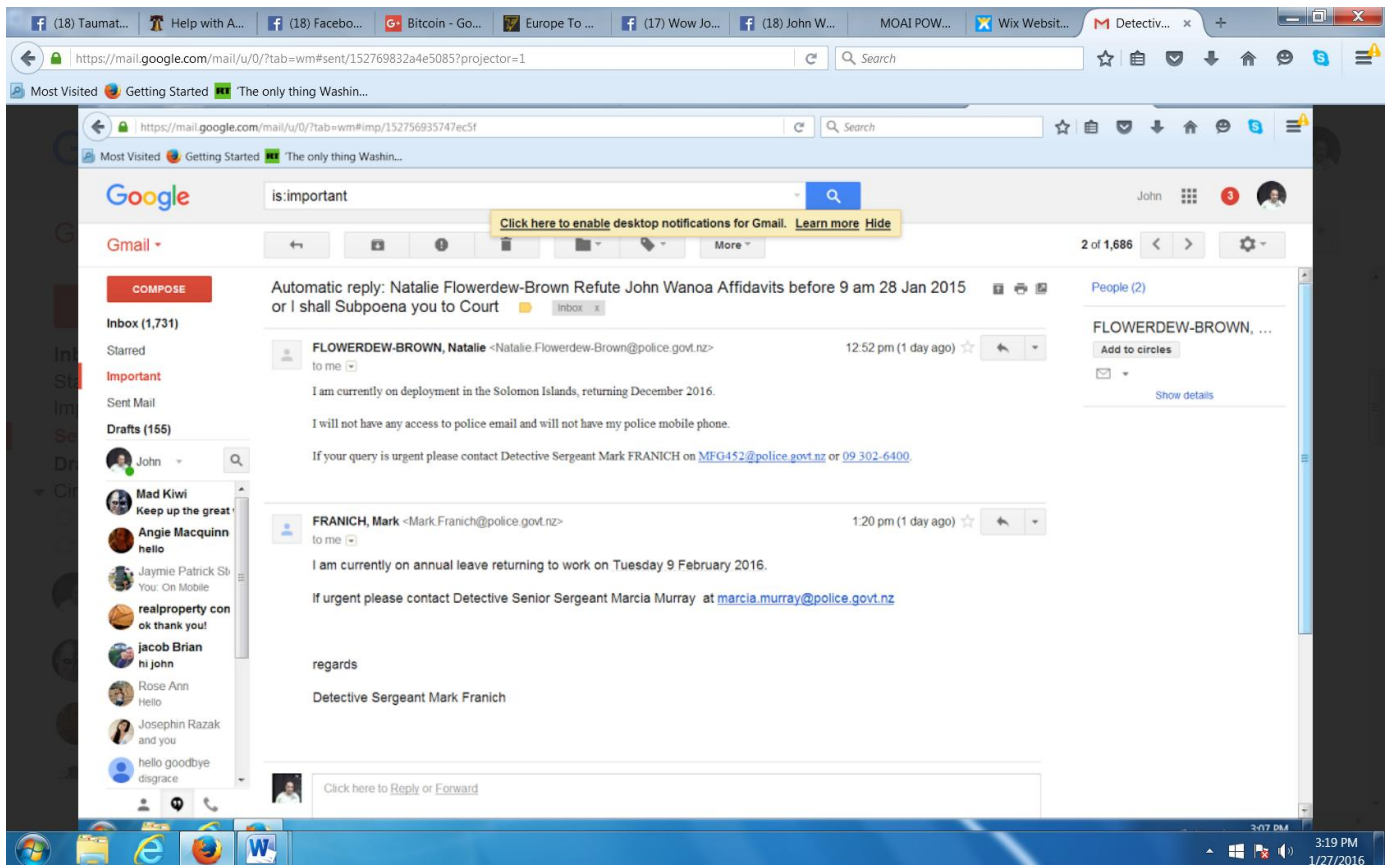 (18) Taumat...
Help with A...
(18) Facebo...
Bitcoin - Go...
Europe To ...
(17) Wow Jo...
(18) John W...
MOAI POW...
Wix Websit...
Detectiv... ×
https://mail.google.com/mail/u/0/?tab=wm#sent/152769832a4e5085?projector=1
Search
Most Visited Getting Started RT 'The only thing Washin...
https://mail.google.com/mail/u/0/?tab=wm#imp/152756935747ec5f
Search
Most Visited Getting Started RT 'The only thing Washin...
Google
is:important
John
3
Click here to enable desktop notifications for Gmail. Learn more Hide
Gmail
More
2 of 1,686
COMPOSE
Inbox (1,731)
Starred
Important
Sent Mail
Drafts (155)
John
Mad Kiwi
Keep up the great
Angie Macquinn
hello
Jaymie Patrick St
You: On Mobile
realproperty con
ok thank you!
jacob Brian
hi john
Rose Ann
Hello
Josephin Razak
and you
hello goodbye
disgrace
Automatic reply: Natalie Flowerdew-Brown Refute John Wanoa Affidavits before 9 am 28 Jan 2015
or I shall Subpoena you to Court Inbox x
FLOWERDEW-BROWN, Natalie <Natalie.Flowerdew-Brown@police.govt.nz> 12:52 pm (1 day ago)
to me
I am currently on deployment in the Solomon Islands, returning December 2016.
I will not have any access to police email and will not have my police mobile phone.
If your query is urgent please contact Detective Sergeant Mark FRANICH on MFG452@police.govt.nz or 09 302-6400.
FRANICH, Mark <Mark.Franich@police.govt.nz> 1:20 pm (1 day ago)
to me
I am currently on annual leave returning to work on Tuesday 9 February 2016.
If urgent please contact Detective Senior Sergeant Marcia Murray at marcia.murray@police.govt.nz
regards
Detective Sergeant Mark Franich
Click here to Reply or Forward
People (2)
FLOWERDEW-BROWN, ...
Add to circles
Show details
3:07 PM
3:19 PM
1/27/2016